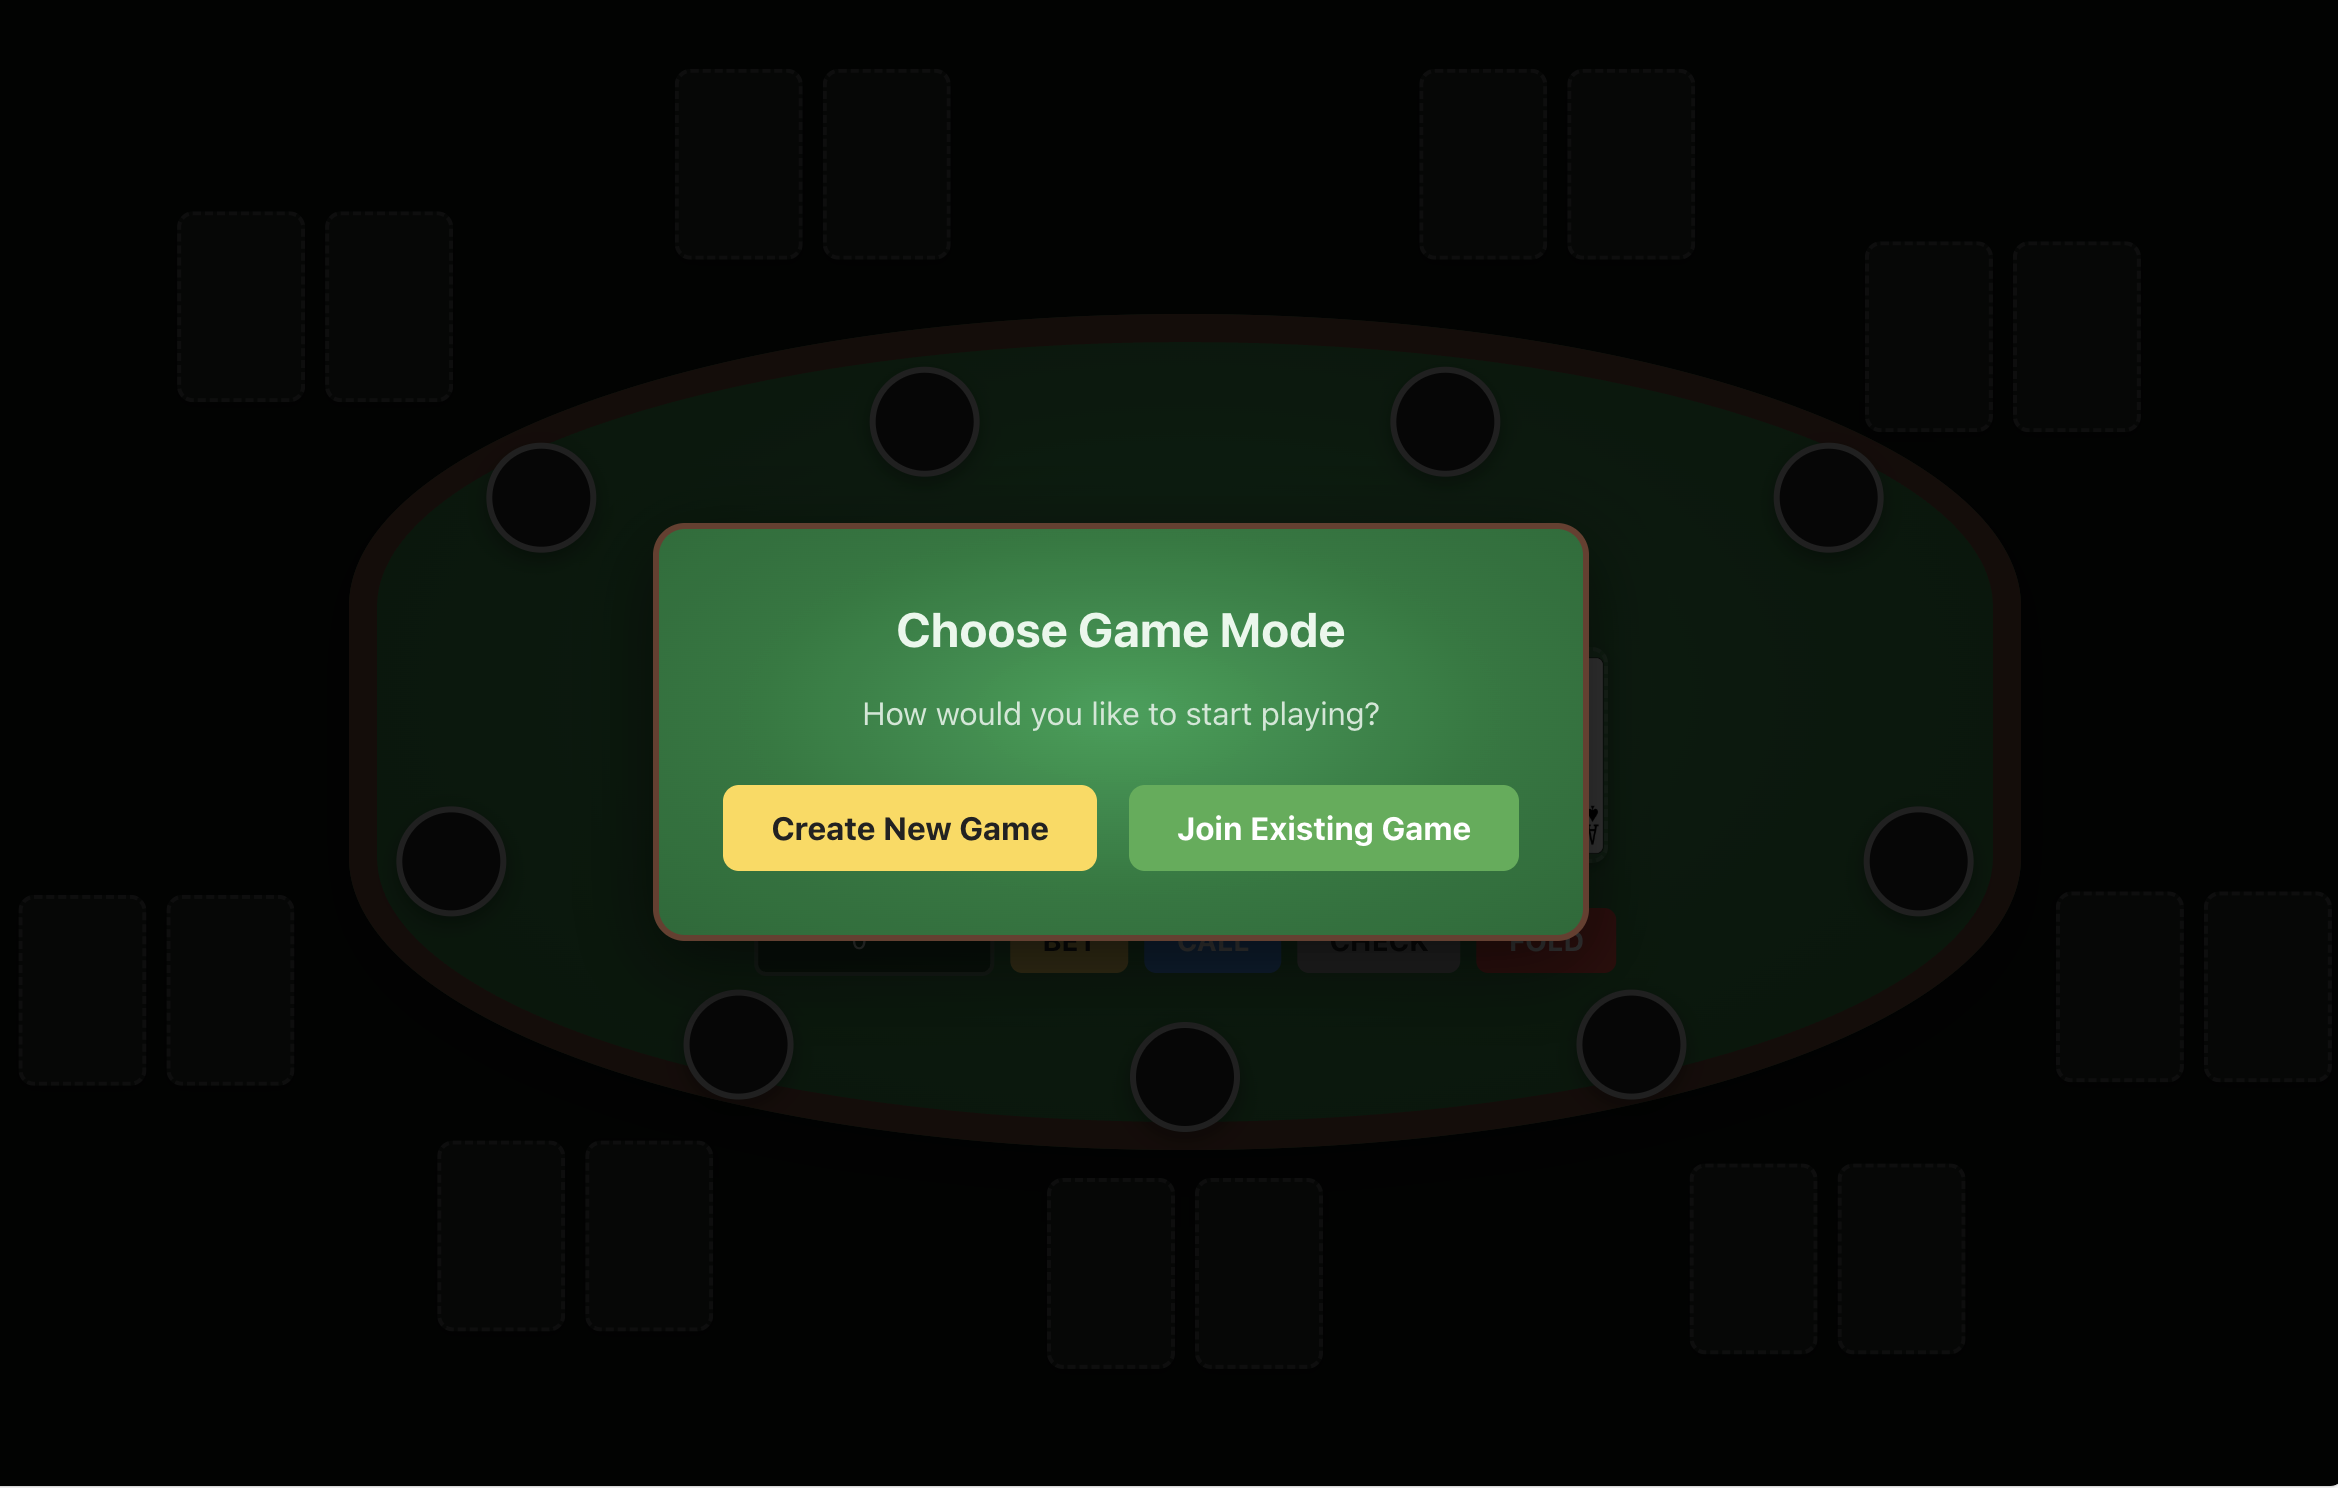 Choose Game Mode
How would you like to start playing?
Create New Game Join Existing Game
A
0 BET CALL CHECK FOLD